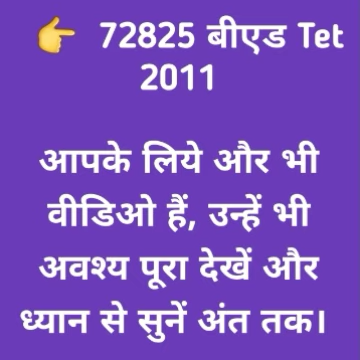 👉 72825 बीएड Tet
2011
आपके लिये और भी
वीडिओ हैं, उन्हें भी
अवश्य पूरा देखें और
ध्यान से सुनें अंत तक।